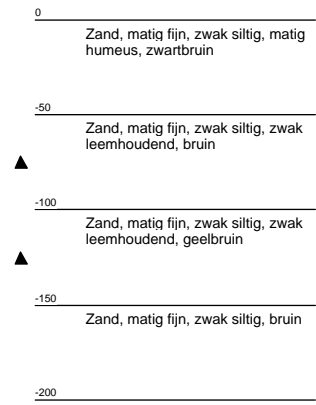 0
Zand, matig fijn, zwak siltig, matig
humeus, zwartbruin
-50
Zand, matig fijn, zwak siltig, zwak
leemhoudend, bruin
-100
Zand, matig fijn, zwak siltig, zwak
leemhoudend, geelbruin
-150
Zand, matig fijn, zwak siltig, bruin
-200